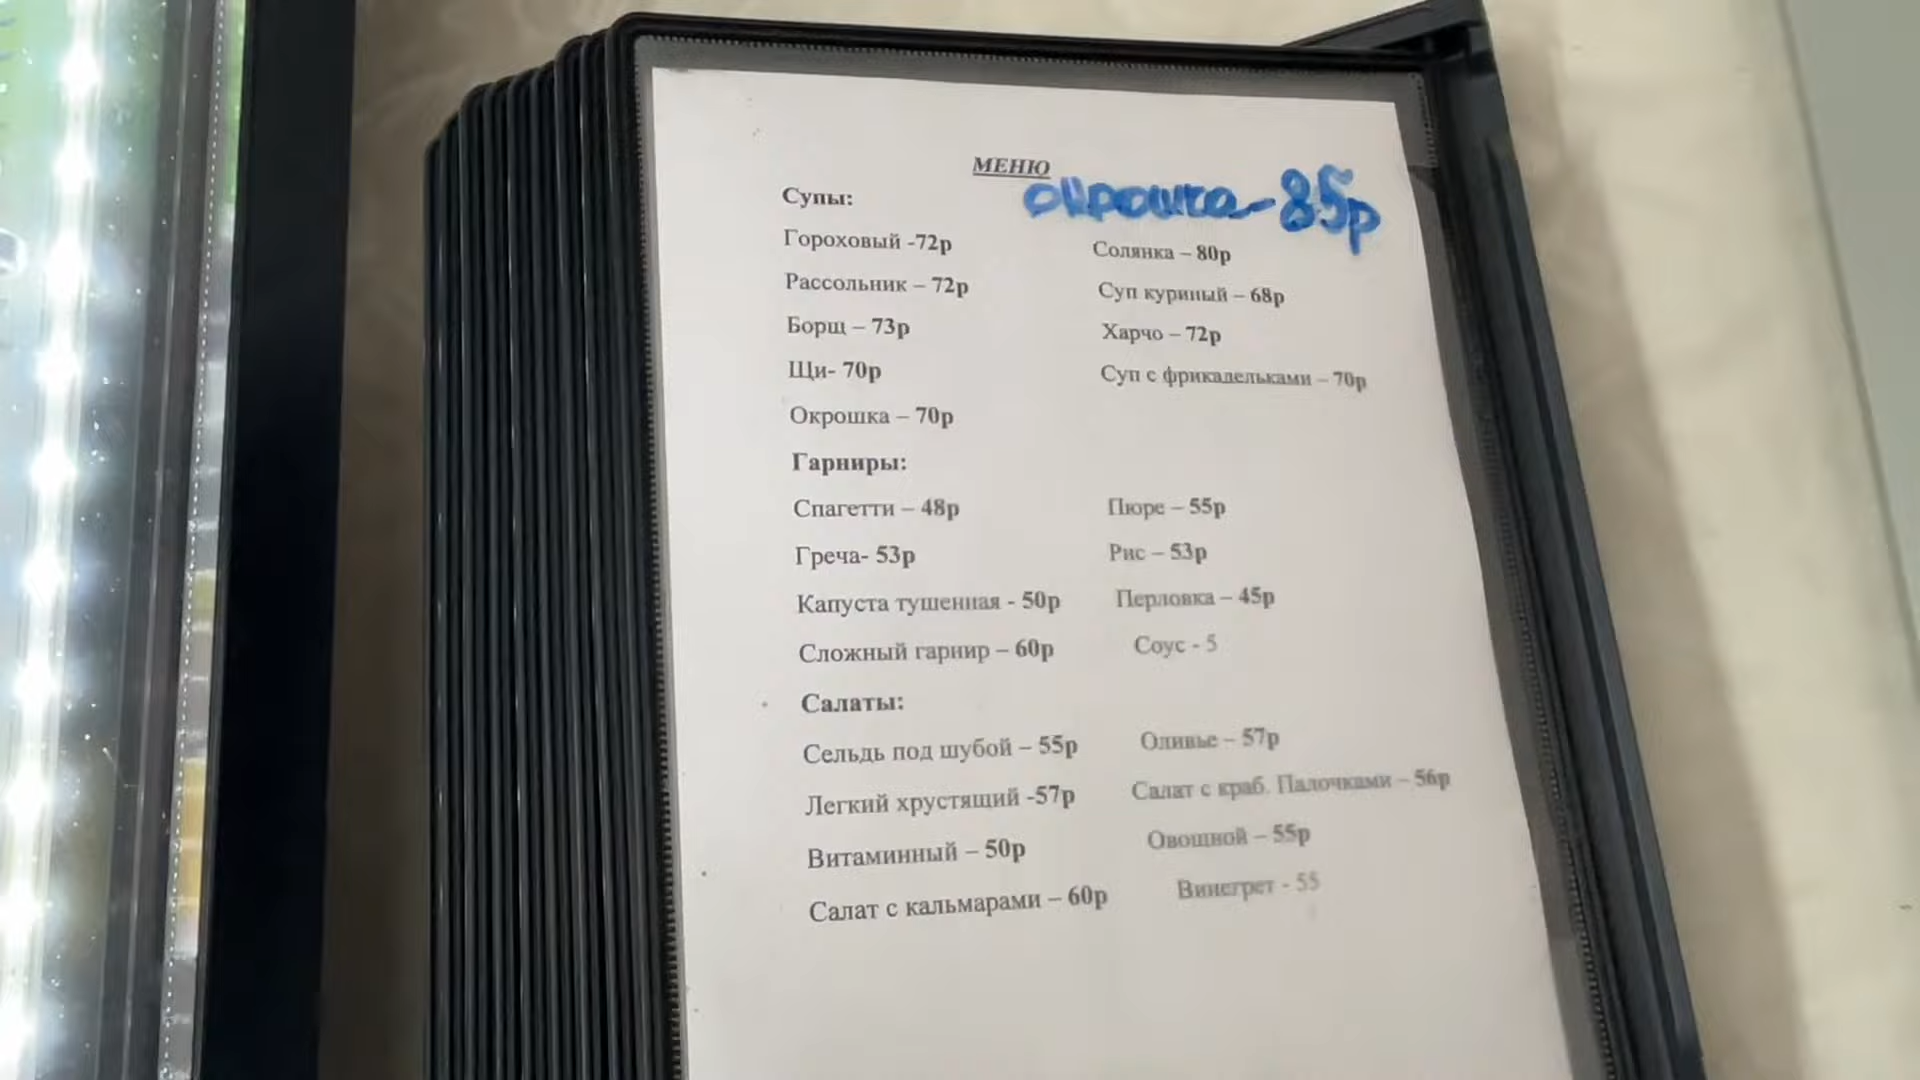 МЕНЮ
окрошка-85р
Супы:
Гороховый -72р Солянка – 80р
Рассольник – 72р Суп куриный – 68р
Борщ – 73р Харчо – 72р
Щи- 70р Суп с фрикадельками – 70р
Окрошка – 70р
Гарниры:
Спагетти – 48р Пюре – 55р
Греча- 53р Рис – 53р
Капуста тушенная - 50р Перловка – 45р
Сложный гарнир – 60р Соус - 5
Салаты:
Сельдь под шубой – 55р Оливье – 57р
Легкий хрустящий -57р Салат с краб. Палочками – 56р
Витаминный – 50р Овощной – 55р
Салат с кальмарами – 60р Винегрет - 55